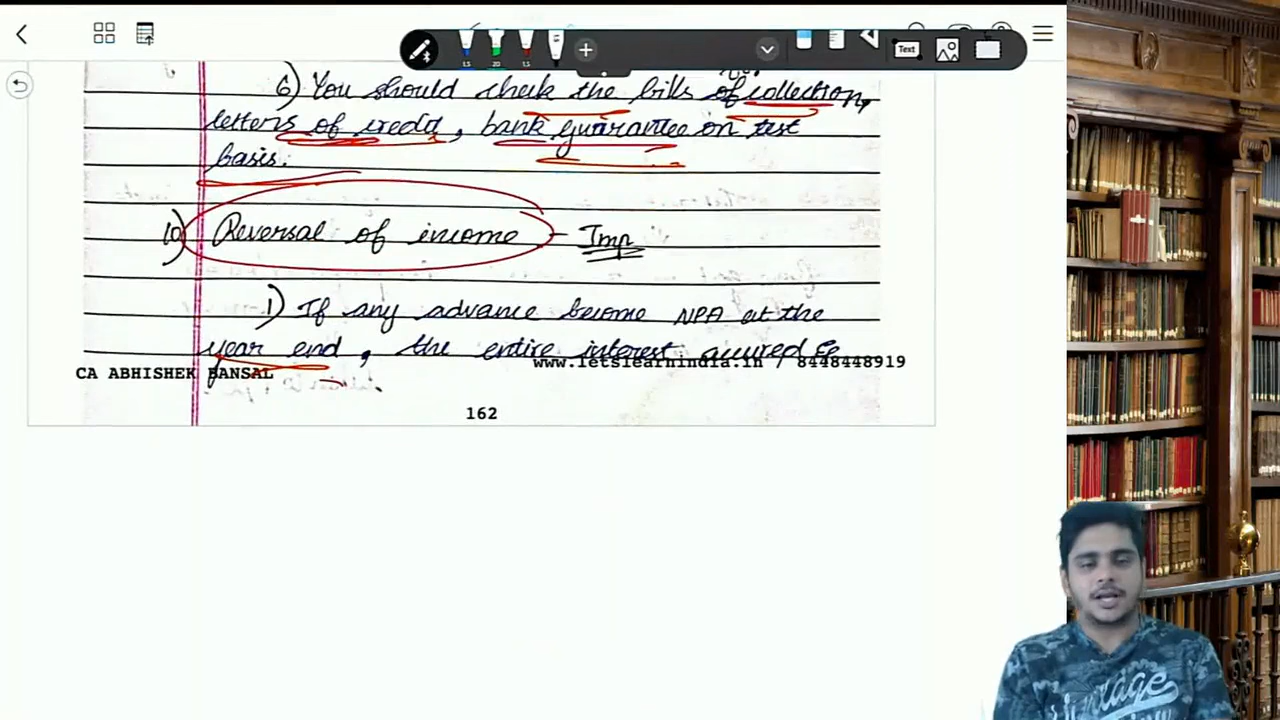 Text
6) You should check the bills of collection,
letters of credit, bank guarantee on test
basis.
10) Reversal of income - Imp
1) If any advance become NPA at the
year end, the entire interest accured &
CA ABHISHEK BANSAL www.letslearnindia.in / 8448448919
162